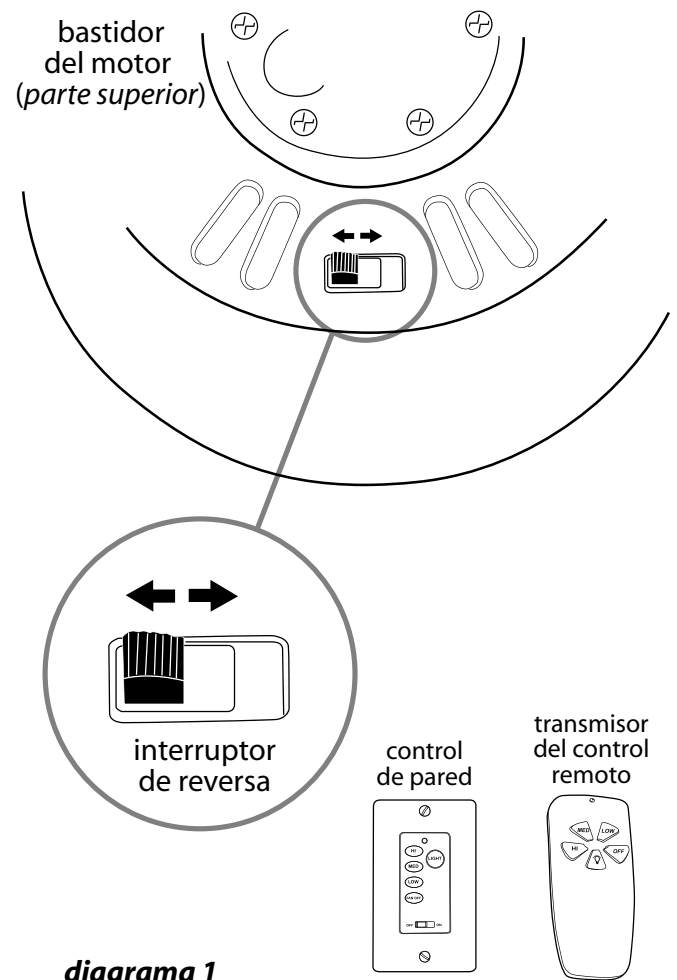 bastidor
del motor
(parte superior)
interruptor
de reversa
control
de pared
transmisor
del control
remoto
HI
LIGHT
MED
LOW
FAN OFF
OFF
ON
MED
LOW
HI
OFF
diagrama 1